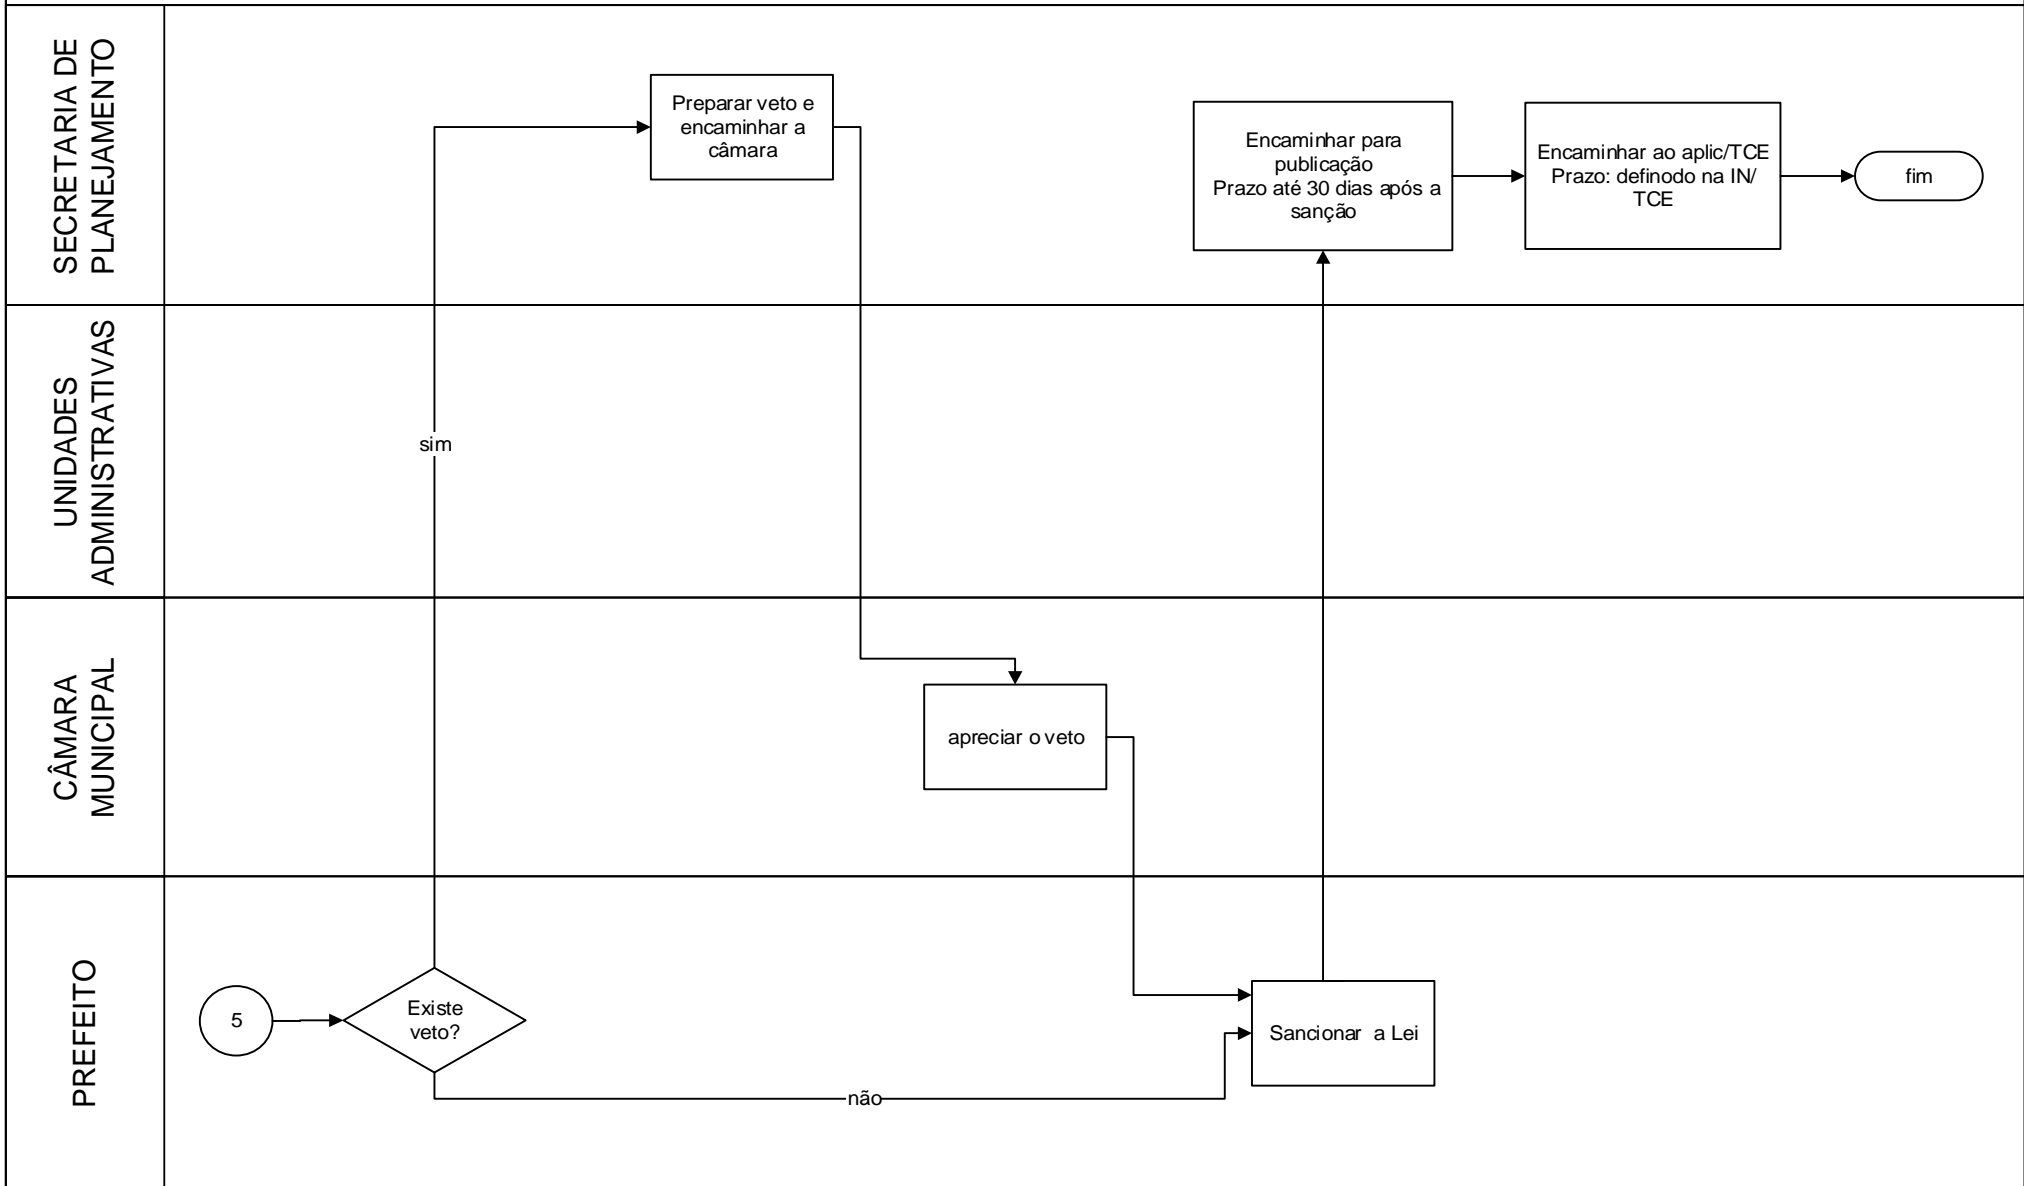 SECRETARIA DE
PLANEJAMENTO
Preparar veto e
encaminhar a
câmara
Encaminhar para
publicação
Prazo até 30 dias após a
sanção
Encaminhar ao aplic/TCE
Prazo: definodo na IN/
TCE
fim
UNIDADES
ADMINISTRATIVAS
sim
CÂMARA
MUNICIPAL
apreciar o veto
PREFEITO
5
Existe
veto?
Sancionar a Lei
não